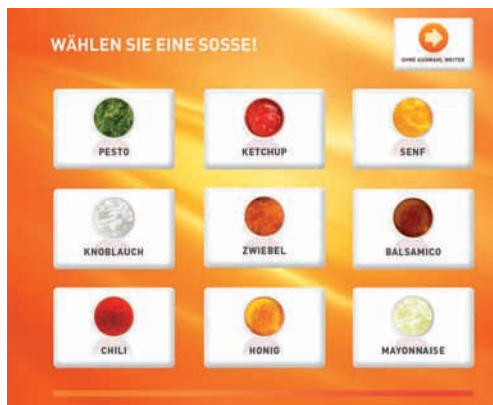 WÄHLEN SIE EINE SOSSE!
OHNE AUSWAHL WEITER
PESTO
KETCHUP
SENF
KNOBLAUCH
ZWIEBEL
BALSAMICO
CHILI
HONIG
MAYONNAISE